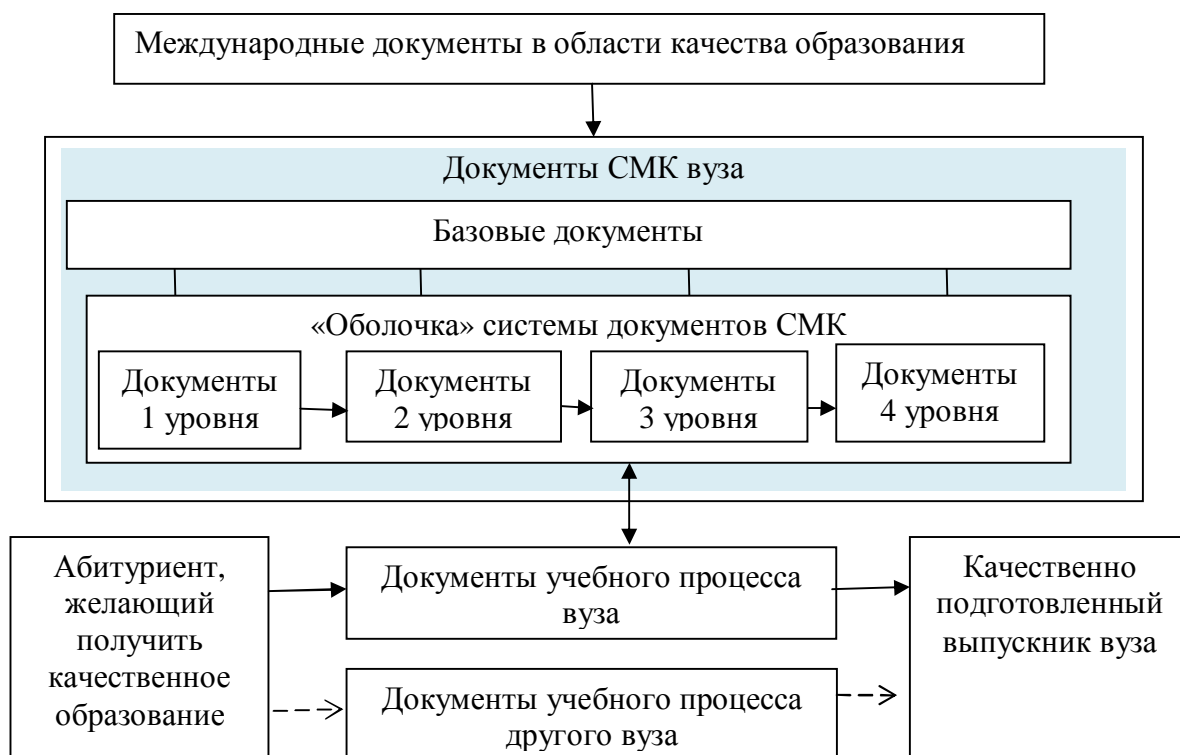 Международные документы в области качества образования
Документы СМК вуза
Базовые документы
«Оболочка» системы документов СМК
Документы
1 уровня
Документы
2 уровня
Документы
3 уровня
Документы
4 уровня
Абитуриент,
желающий
получить
качественное
образование
Документы учебного процесса
вуза
Документы учебного процесса
другого вуза
Качественно
подготовленный
выпускник вуза